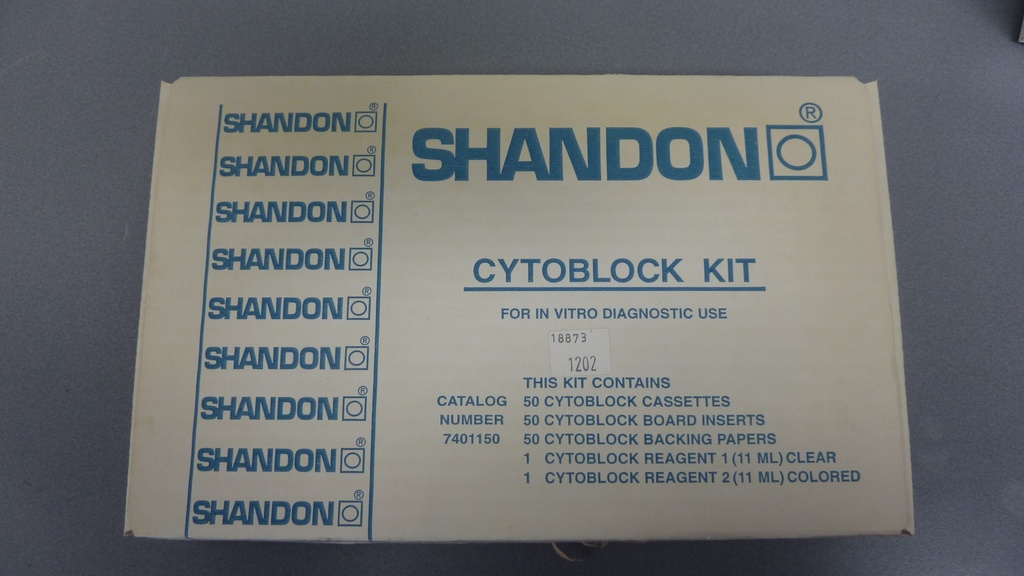 SHANDON ®
SHANDON ®
SHANDON ®
SHANDON ®
SHANDON ®
SHANDON ®
SHANDON ®
SHANDON ®
SHANDON ®
SHANDON ®
CYTOBLOCK KIT
FOR IN VITRO DIAGNOSTIC USE
18873
1202
CATALOG
NUMBER
7401150
THIS KIT CONTAINS
50 CYTOBLOCK CASSETTES
50 CYTOBLOCK BOARD INSERTS
50 CYTOBLOCK BACKING PAPERS
1 CYTOBLOCK REAGENT 1 (11 ML) CLEAR
1 CYTOBLOCK REAGENT 2 (11 ML) COLORED